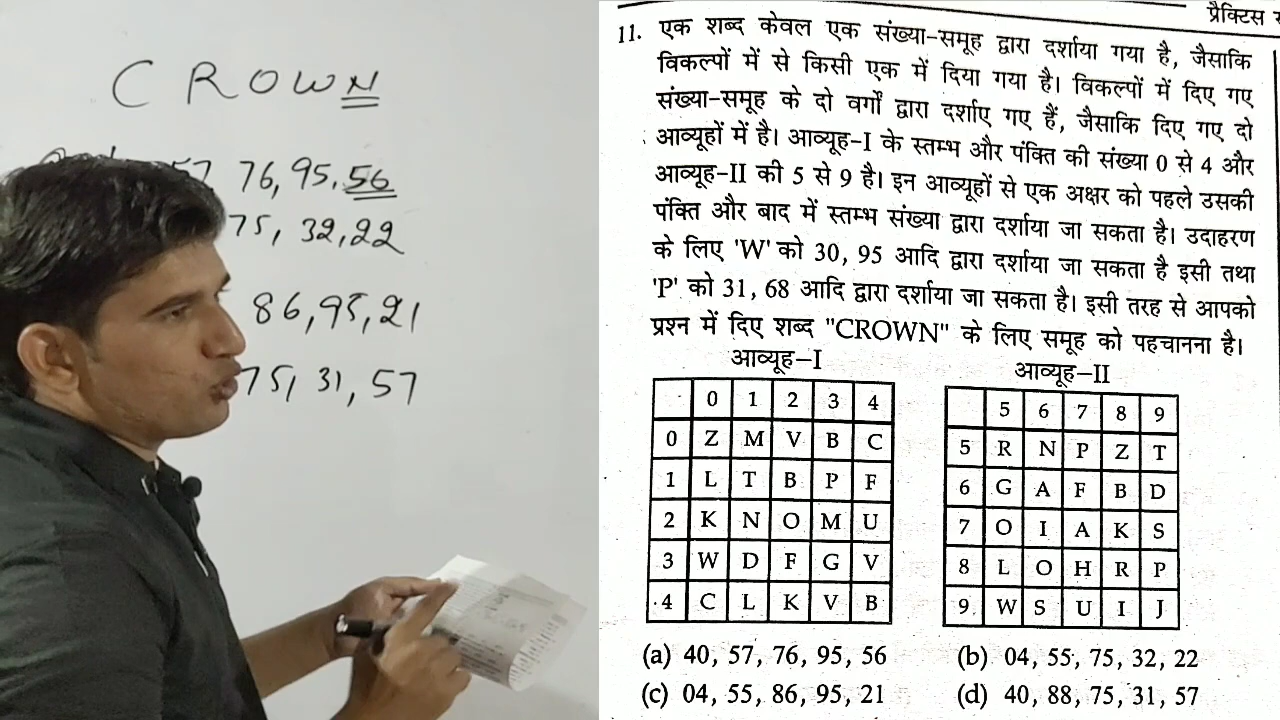 C R O W N
57, 76, 95, 56
75, 32, 22
86, 95, 21
75, 31, 57
प्रैक्टिस
11. एक शब्द केवल एक संख्या-समूह द्वारा दर्शाया गया है, जैसाकि
विकल्पों में से किसी एक में दिया गया है। विकल्पों में दिए गए
संख्या-समूह के दो वर्गों द्वारा दर्शाए गए हैं, जैसाकि दिए गए दो
आव्यूहों में है। आव्यूह-I के स्तम्भ और पंक्ति की संख्या 0 से 4 और
आव्यूह-II की 5 से 9 है। इन आव्यूहों से एक अक्षर को पहले उसकी
पंक्ति और बाद में स्तम्भ संख्या द्वारा दर्शाया जा सकता है। उदाहरण
के लिए 'W' को 30, 95 आदि द्वारा दर्शाया जा सकता है इसी तथा
'P' को 31, 68 आदि द्वारा दर्शाया जा सकता है। इसी तरह से आपको
प्रश्न में दिए शब्द "CROWN" के लिए समूह को पहचानना है।
आव्यूह-I
0 1 2 3 4
0 Z M V B C
1 L T B P F
2 K N O M U
3 W D F G V
4 C L K V B
आव्यूह-II
5 6 7 8 9
5 R N P Z T
6 G A F B D
7 O I A K S
8 L O H R P
9 W S U I J
(a) 40, 57, 76, 95, 56 (b) 04, 55, 75, 32, 22
(c) 04, 55, 86, 95, 21 (d) 40, 88, 75, 31, 57